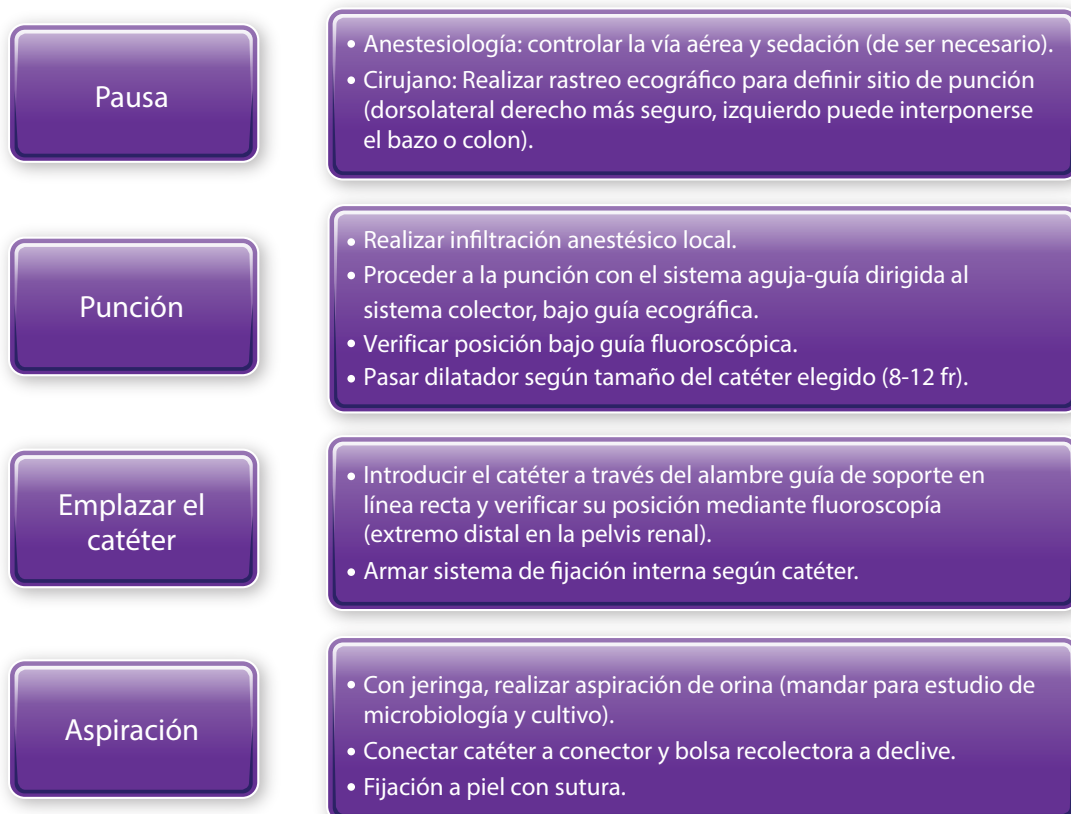 Pausa
• Anestesiología: controlar la vía aérea y sedación (de ser necesario).
• Cirujano: Realizar rastreo ecográfico para definir sitio de punción
(dorsolateral derecho más seguro, izquierdo puede interponerse
el bazo o colon).
Punción
• Realizar infiltración anestésico local.
• Proceder a la punción con el sistema aguja-guía dirigida al
sistema colector, bajo guía ecográfica.
• Verificar posición bajo guía fluoroscópica.
• Pasar dilatador según tamaño del catéter elegido (8-12 fr).
Emplazar el
catéter
• Introducir el catéter a través del alambre guía de soporte en
línea recta y verificar su posición mediante fluoroscopía
(extremo distal en la pelvis renal).
• Armar sistema de fijación interna según catéter.
Aspiración
• Con jeringa, realizar aspiración de orina (mandar para estudio de
microbiología y cultivo).
• Conectar catéter a conector y bolsa recolectora a declive.
• Fijación a piel con sutura.